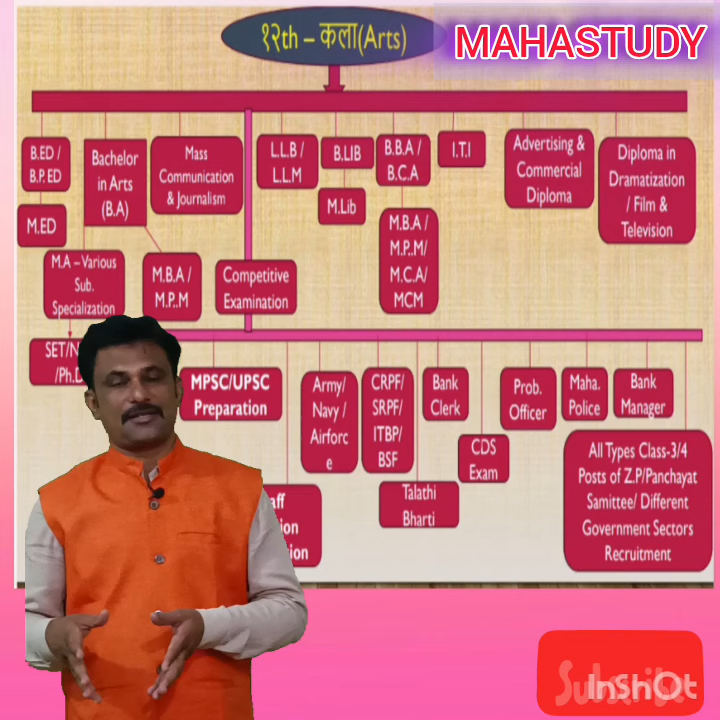 १२th – कला(Arts)
MAHASTUDY
B.ED /
B.P.ED
M.ED
Bachelor
in Arts
(B.A)
Mass
Communication
& Journalism
L.L.B /
L.L.M
B.LIB
M.Lib
B.B.A /
B.C.A
M.B.A /
M.P..M/
M.C.A/
MCM
I.T.I
Advertising &
Commercial
Diploma
Diploma in
Dramatization
/ Film &
Television
M.A – Various
Sub.
Specialization
M.B.A /
M.P..M
Competitive
Examination
SET/
/Ph.D
MPSC/UPSC
Preparation
Army/
Navy /
Airforc
e
CRPF/
SRPF/
ITBP/
BSF
Bank
Clerk
Prob.
Officer
Maha.
Police
Bank
Manager
CDS
Exam
Talathi
Bharti
All Types Class-3/4
Posts of Z.P/Panchayat
Samittee/ Different
Government Sectors
Recruitment
Subscribe
InShOt